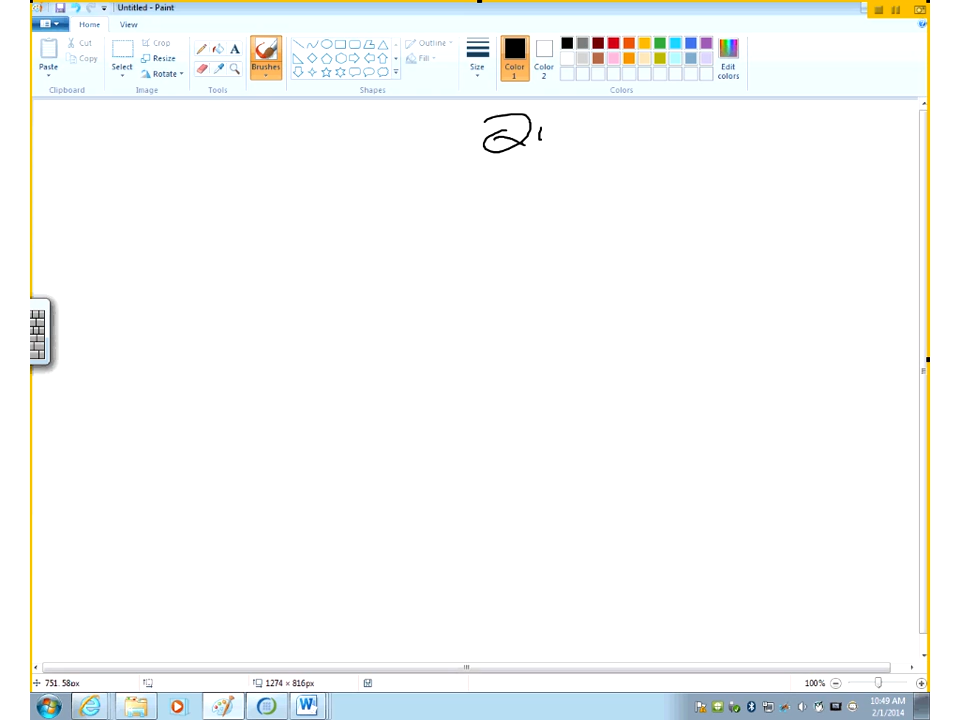 Untitled - Paint
Home View
Paste
Cut
Copy
Clipboard
Select
Crop
Resize
Rotate
Image
A
Tools
Brushes
Shapes
Outline
Fill
Size
Color 1
Color 2
Edit colors
Colors
2
751, 58px
1274 × 816px
100%
10:49 AM
2/1/2014